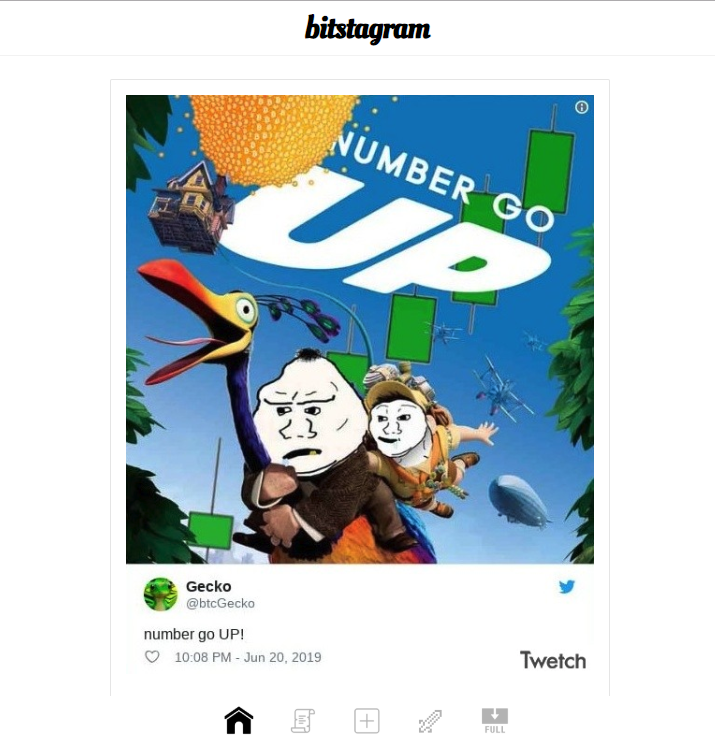 bitstagram
NUMBER GO
UP
Gecko
@btcGecko
number go UP!
10:08 PM - Jun 20, 2019
Twetch
FULL